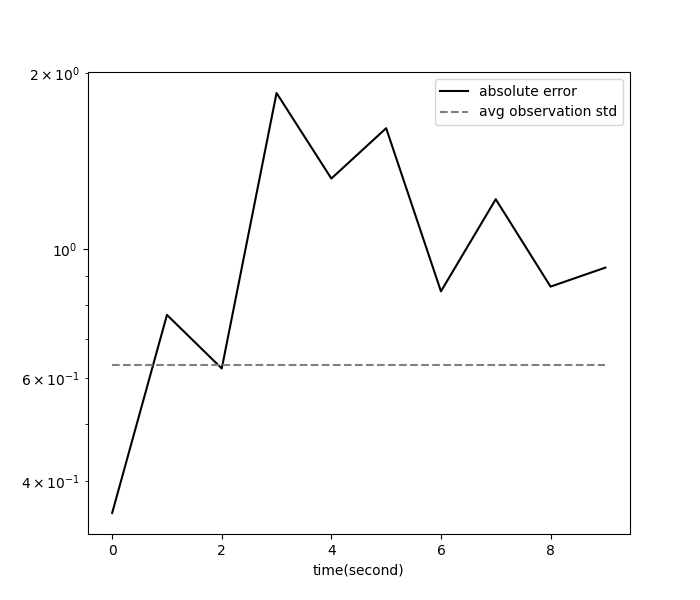 2 × 10⁰
absolute error
avg observation std
10⁰
6 × 10⁻¹
4 × 10⁻¹
0 2 4 6 8
time(second)